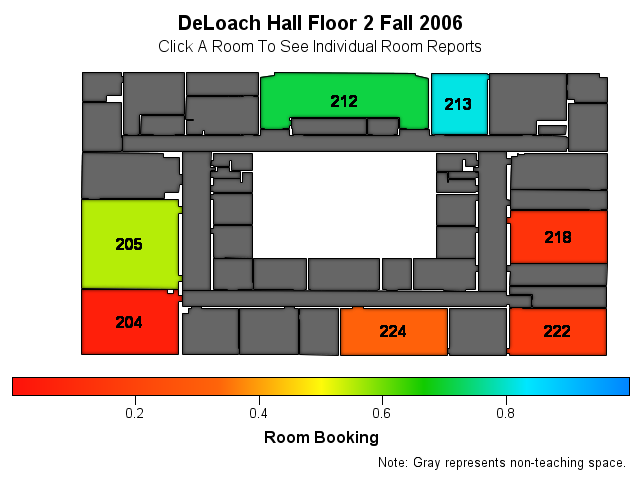 DeLoach Hall Floor 2 Fall 2006
Click A Room To See Individual Room Reports
212
213
205
218
204
224
222
0.2 0.4 0.6 0.8
Room Booking
Note: Gray represents non-teaching space.